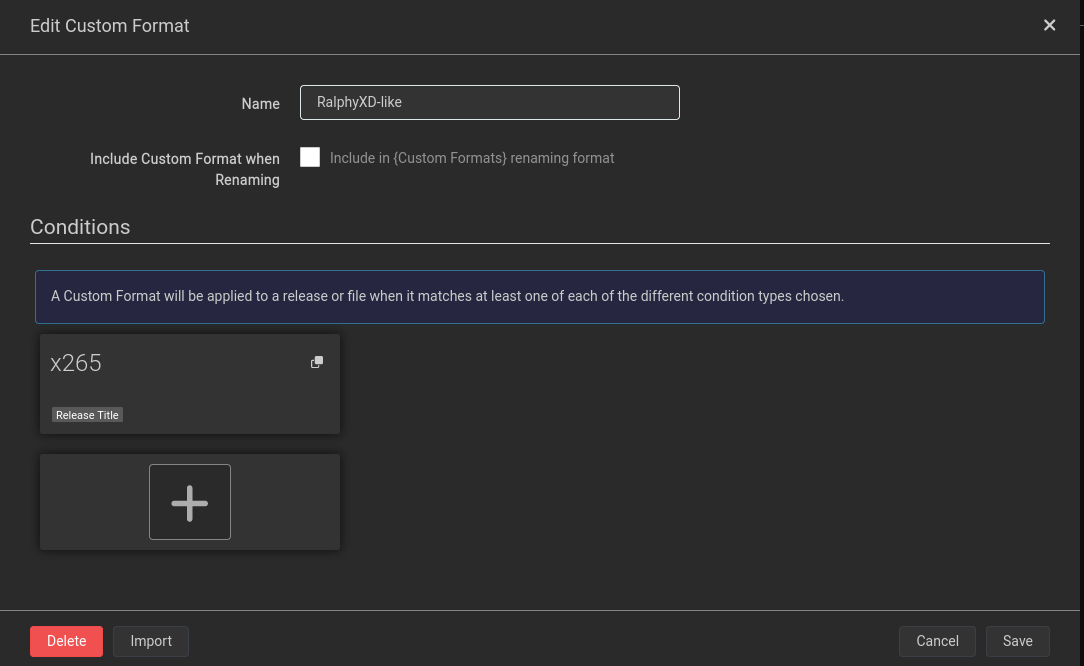 Edit Custom Format
Name
RalphyXD-like
Include Custom Format when
Renaming
Include in {Custom Formats} renaming format
Conditions
A Custom Format will be applied to a release or file when it matches at least one of each of the different condition types chosen.
x265
Release Title
Delete
Import
Cancel
Save